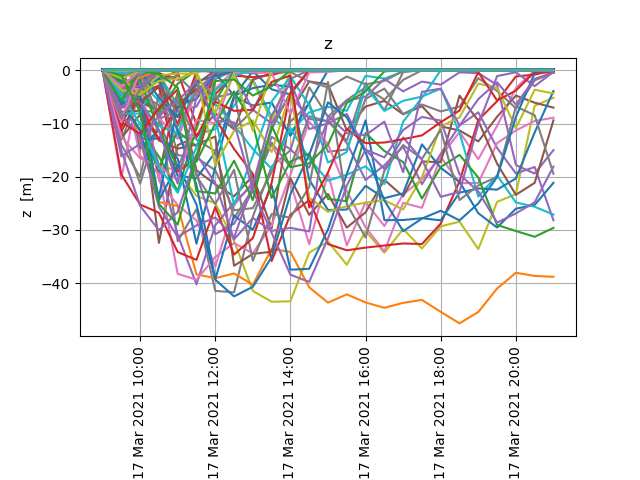 z
z [m]
0
−10
−20
−30
−40
17 Mar 2021 10:00
17 Mar 2021 12:00
17 Mar 2021 14:00
17 Mar 2021 16:00
17 Mar 2021 18:00
17 Mar 2021 20:00